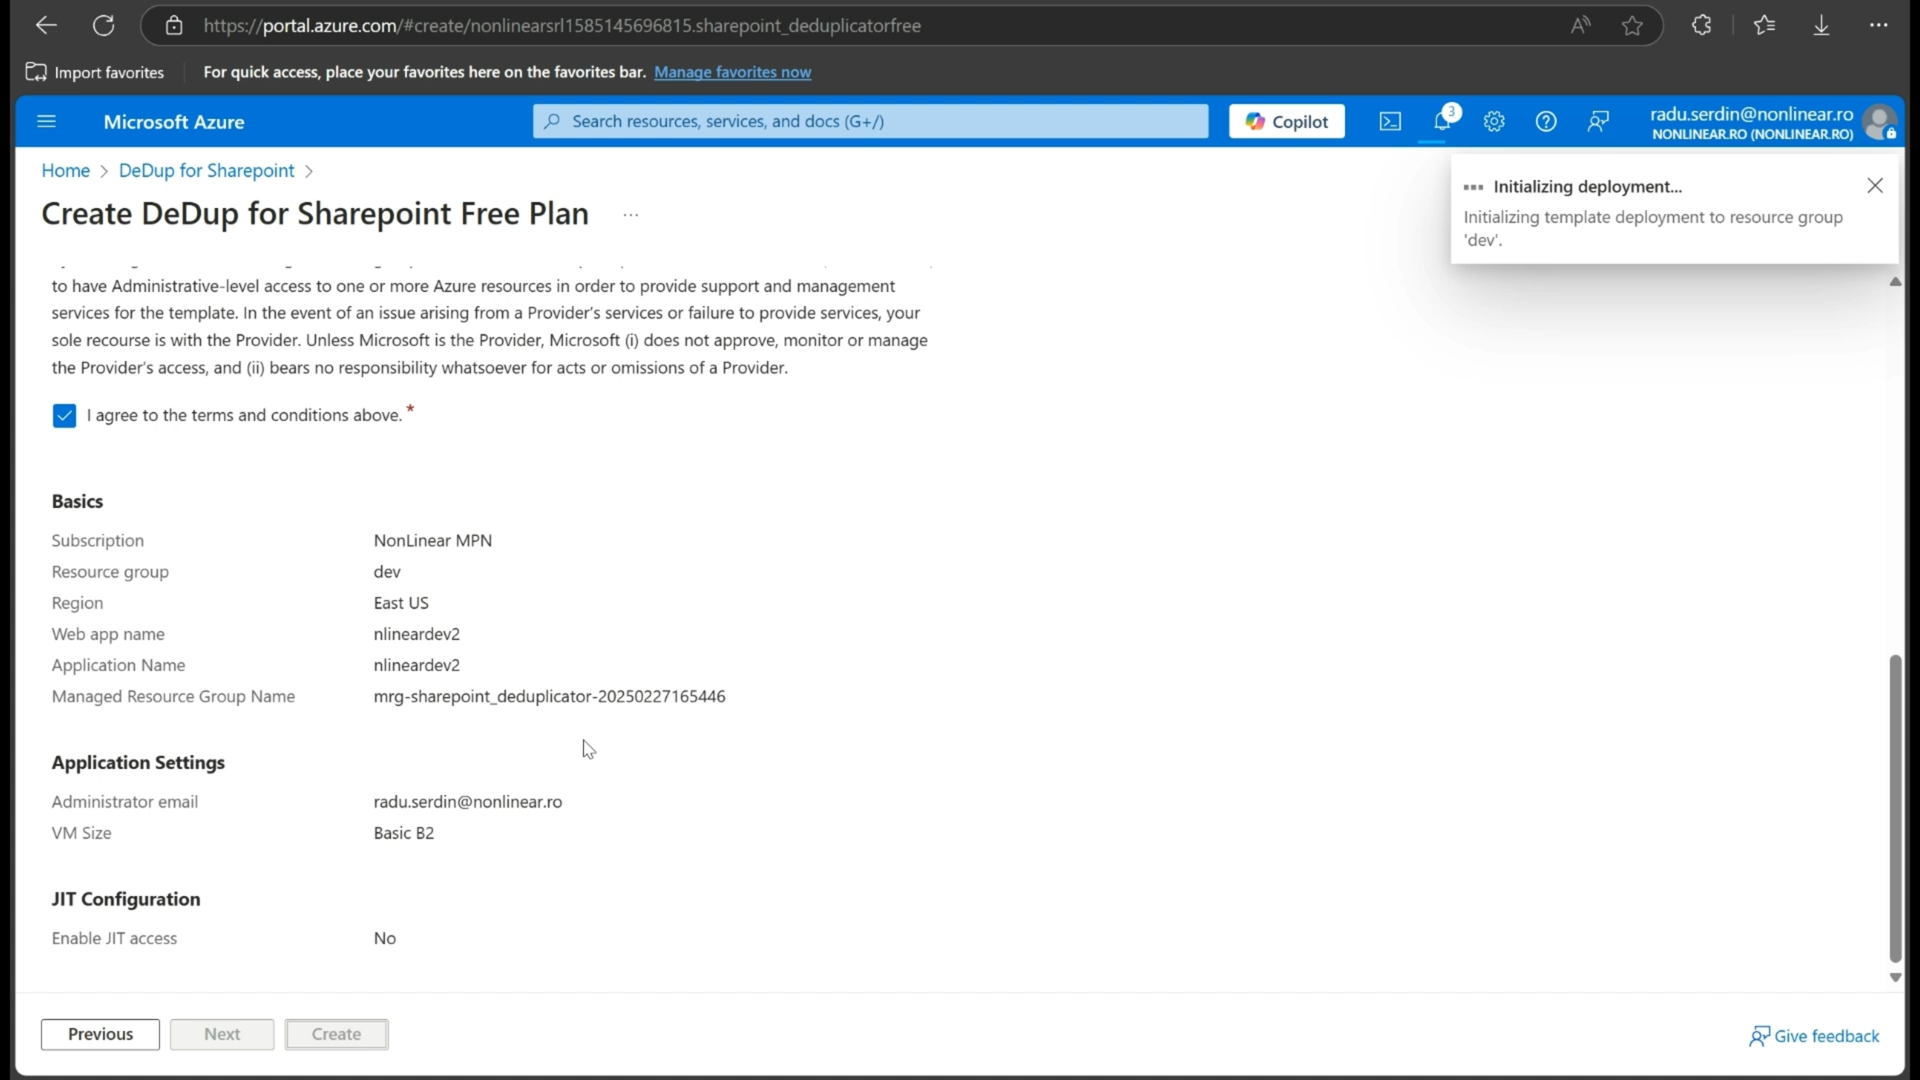 https://portal.azure.com/#create/nonlinearsrl1585145696815.sharepoint_deduplicatorfree
Import favorites
For quick access, place your favorites here on the favorites bar. Manage favorites now
Microsoft Azure
Search resources, services, and docs (G+/)
Copilot
3
radu.serdin@nonlinear.ro
NONLINEAR.RO (NONLINEAR.RO)
Home > DeDup for Sharepoint >
Create DeDup for Sharepoint Free Plan
Initializing deployment...
Initializing template deployment to resource group
'dev'.
to have Administrative-level access to one or more Azure resources in order to provide support and management
services for the template. In the event of an issue arising from a Provider's services or failure to provide services, your
sole recourse is with the Provider. Unless Microsoft is the Provider, Microsoft (i) does not approve, monitor or manage
the Provider's access, and (ii) bears no responsibility whatsoever for acts or omissions of a Provider.
I agree to the terms and conditions above. *
Basics
Subscription NonLinear MPN
Resource group dev
Region East US
Web app name nlineardev2
Application Name nlineardev2
Managed Resource Group Name mrg-sharepoint_deduplicator-20250227165446
Application Settings
Administrator email radu.serdin@nonlinear.ro
VM Size Basic B2
JIT Configuration
Enable JIT access No
Previous Next Create
Give feedback